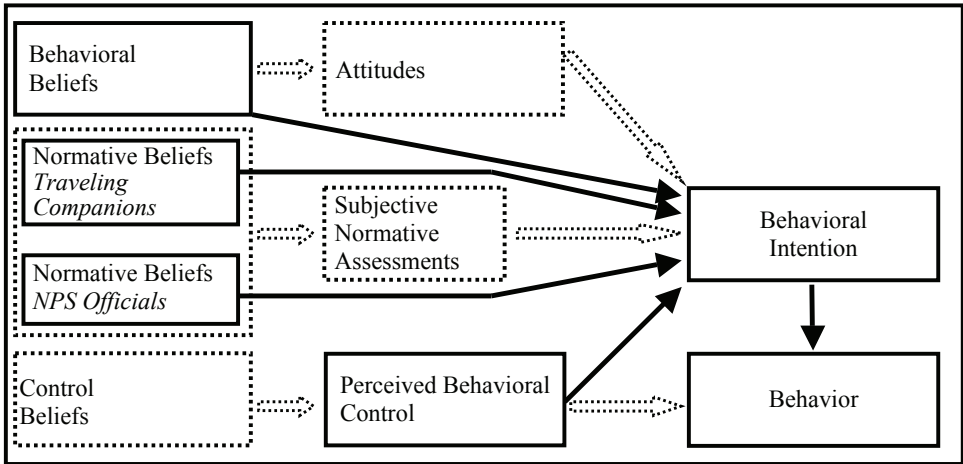 Behavioral
Beliefs
Attitudes
Normative Beliefs
Traveling
Companions
Subjective
Normative
Assessments
Behavioral
Intention
Normative Beliefs
NPS Officials
Control
Beliefs
Perceived Behavioral
Control
Behavior